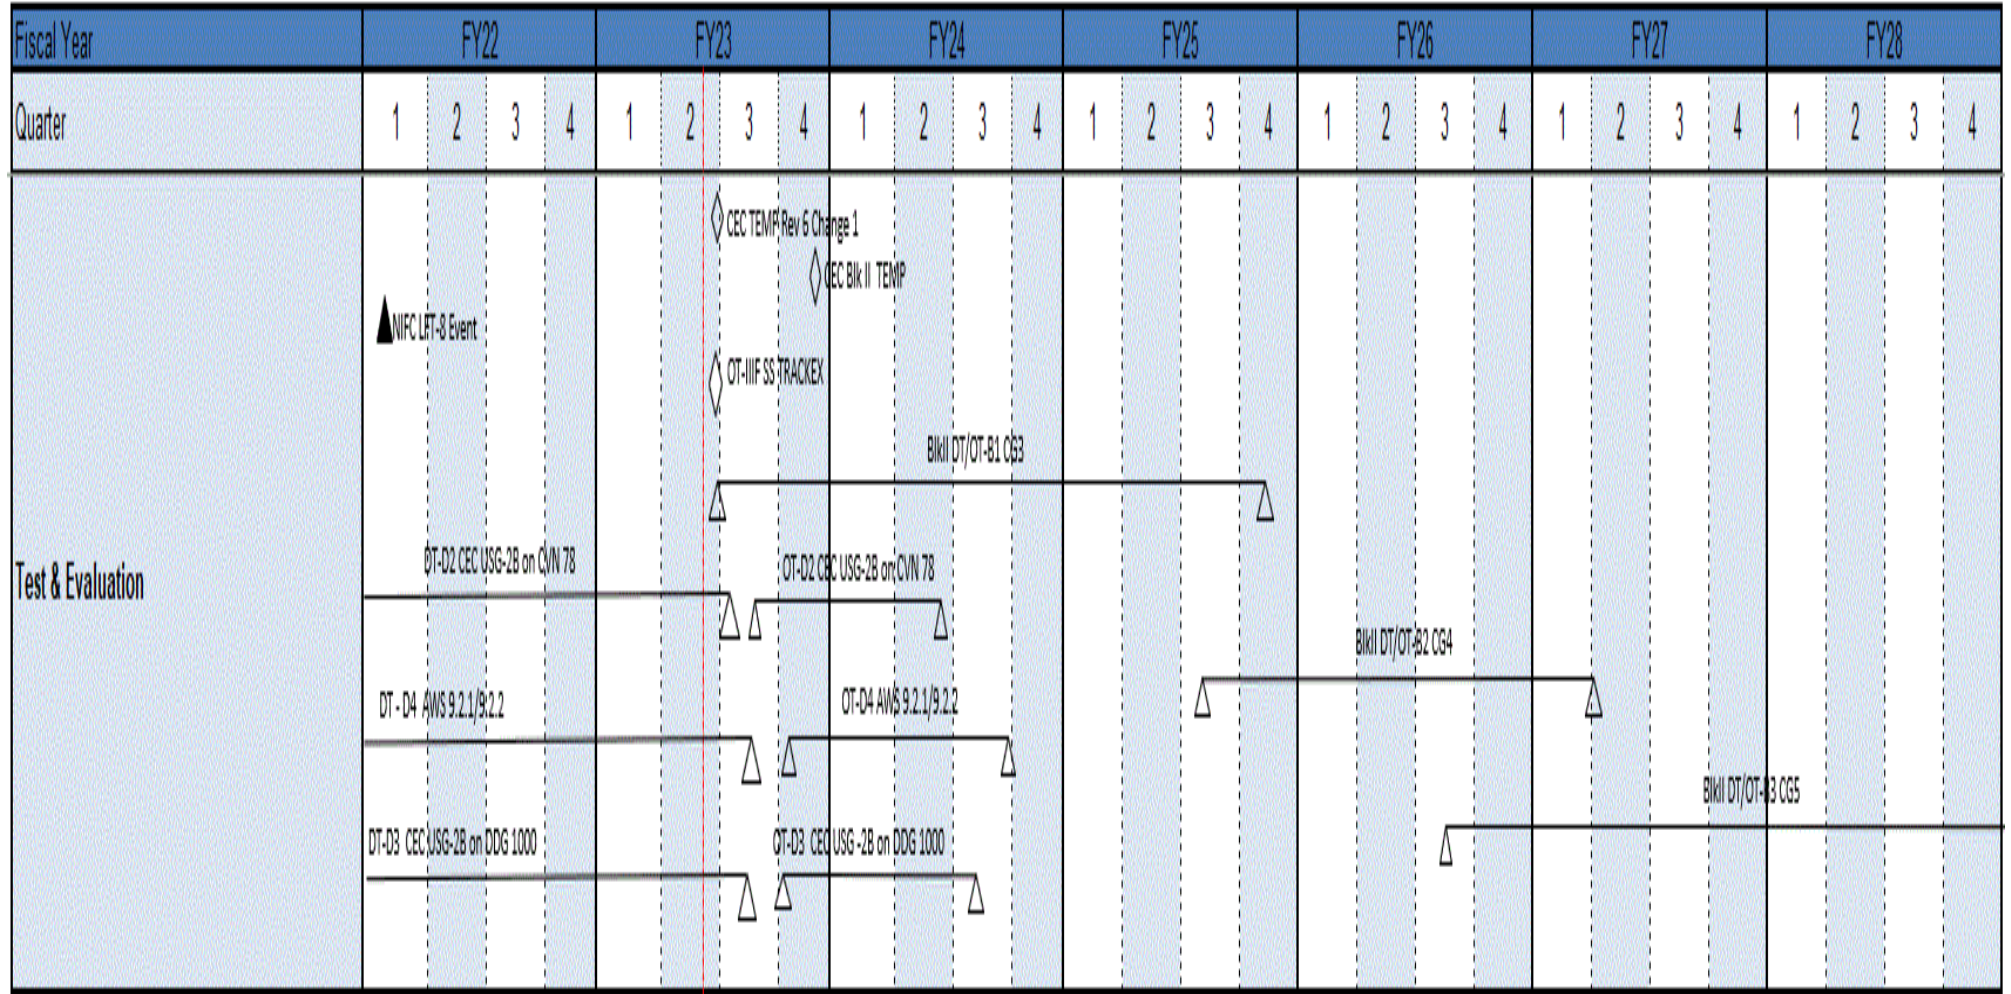 Fiscal Year FY22 FY23 FY24 FY25 FY26 FY27 FY28
Quarter 1 2 3 4 1 2 3 4 1 2 3 4 1 2 3 4 1 2 3 4 1 2 3 4 1 2 3 4
CEC TEMP Rev 6 Change 1
CEC Blk II TEMP
NIFC LFT-8 Event
OT-IIIF SS TRACKEX
BlkII DT/OT-B1 CG3
DT-D2 CEC USG-2B on CVN 78
OT-D2 CEC USG-2B on CVN 78
Test & Evaluation
BlkII DT/OT-B2 CG4
DT - D4 AWS 9.2.1/9.2.2
OT-D4 AWS 9.2.1/9.2.2
BlkII DT/OT-B3 CG5
DT-D3 CEC USG-2B on DDG 1000
OT-D3 CEC USG -2B on DDG 1000